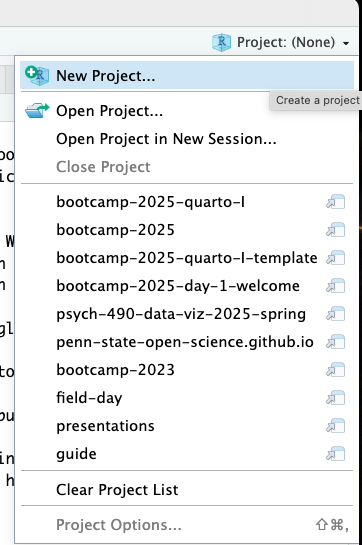 Project: (None)
New Project...
Create a project
Open Project...
Open Project in New Session...
Close Project
bootcamp-2025-quarto-I
bootcamp-2025
bootcamp-2025-quarto-I-template
bootcamp-2025-day-1-welcome
psych-490-data-viz-2025-spring
penn-state-open-science.github.io
bootcamp-2023
field-day
presentations
guide
Clear Project List
Project Options... ⇧⌘,